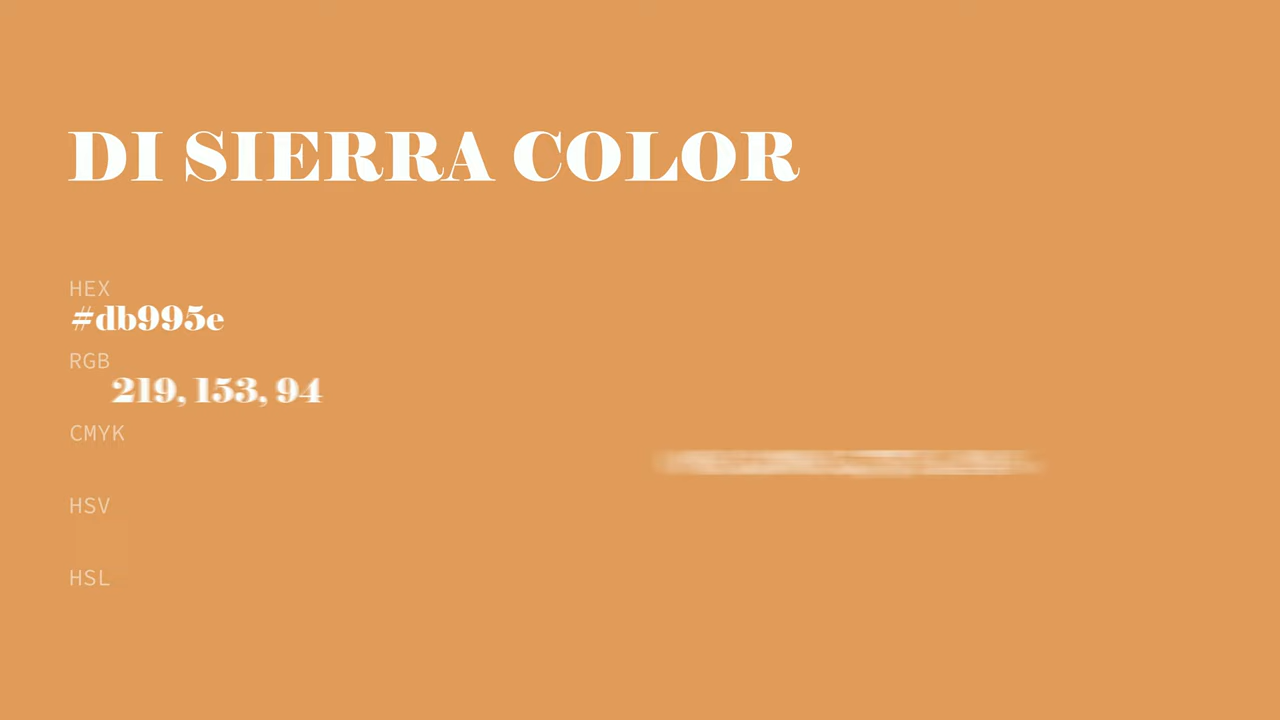 DI SIERRA COLOR
HEX
#db995e
RGB
219, 153, 94
CMYK
HSV
HSL